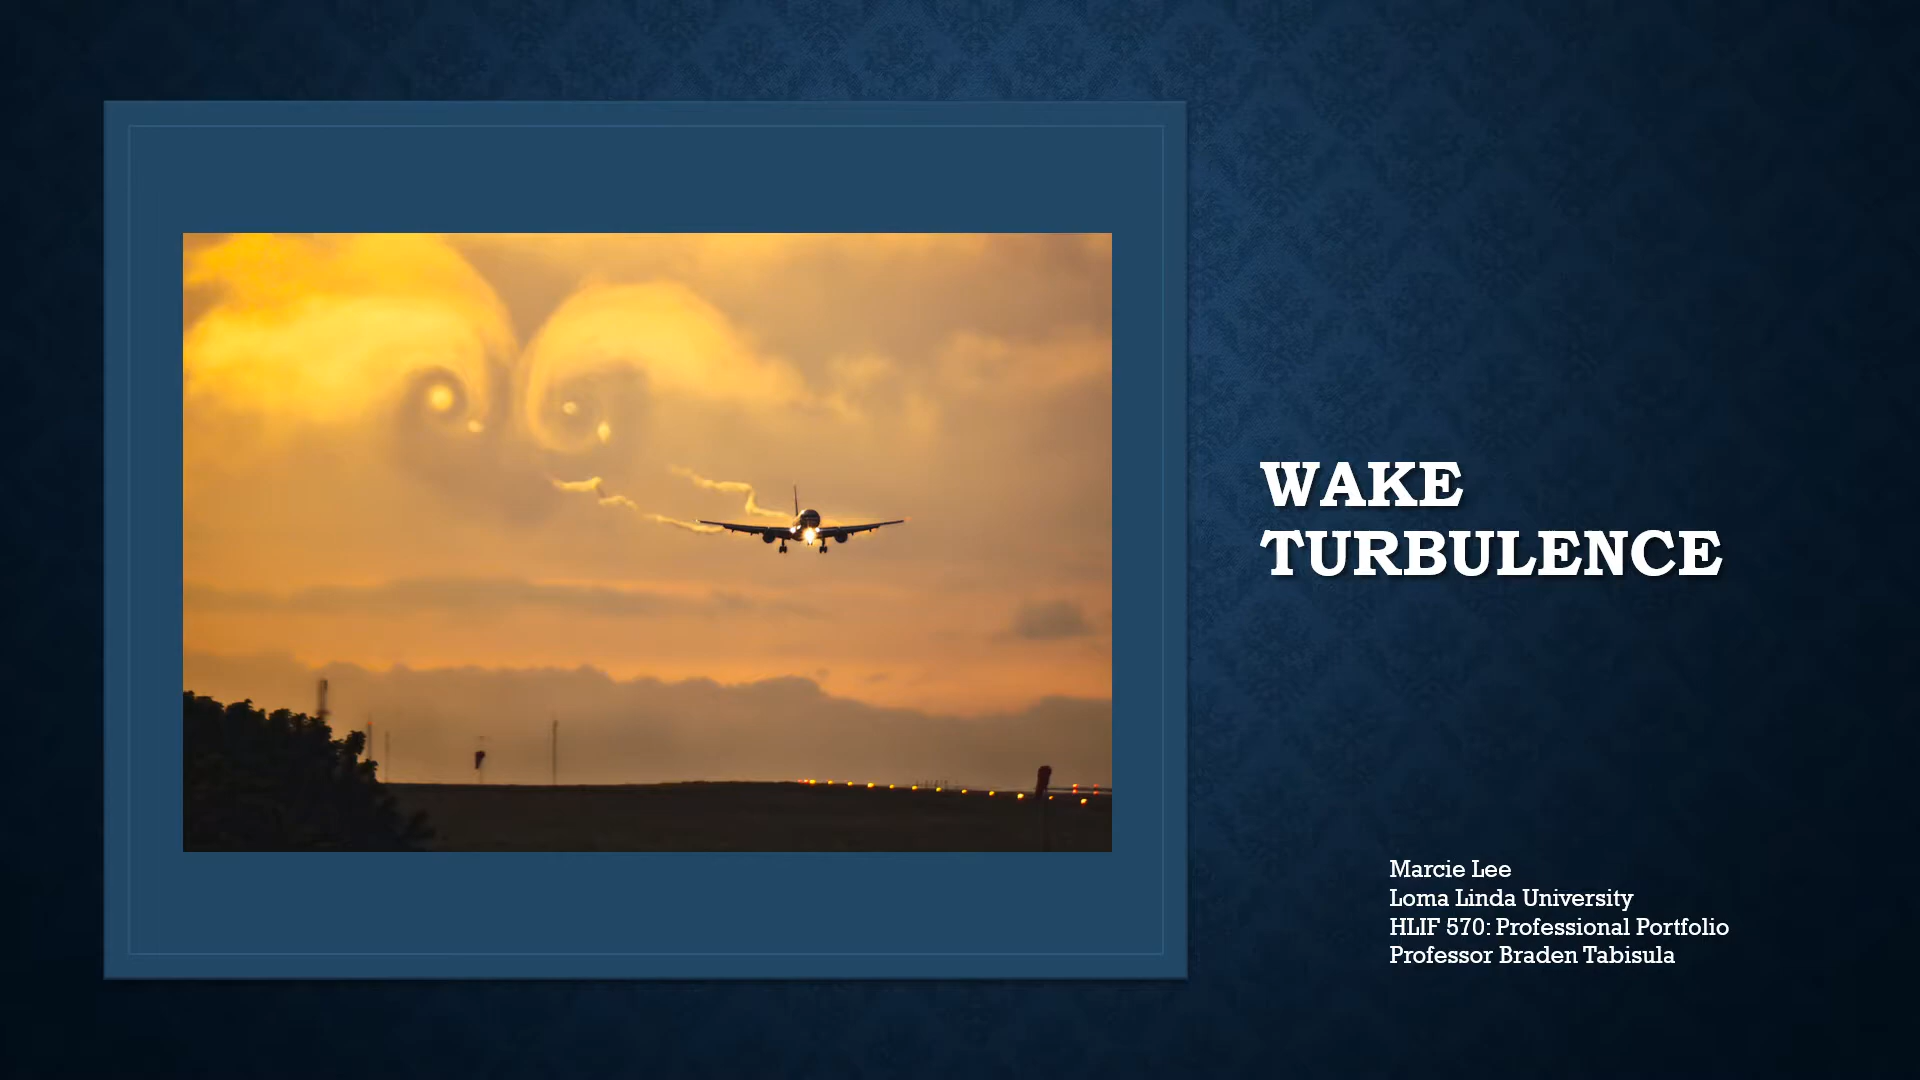 WAKE
TURBULENCE
Marcie Lee
Loma Linda University
HLIF 570: Professional Portfolio
Professor Braden Tabisula